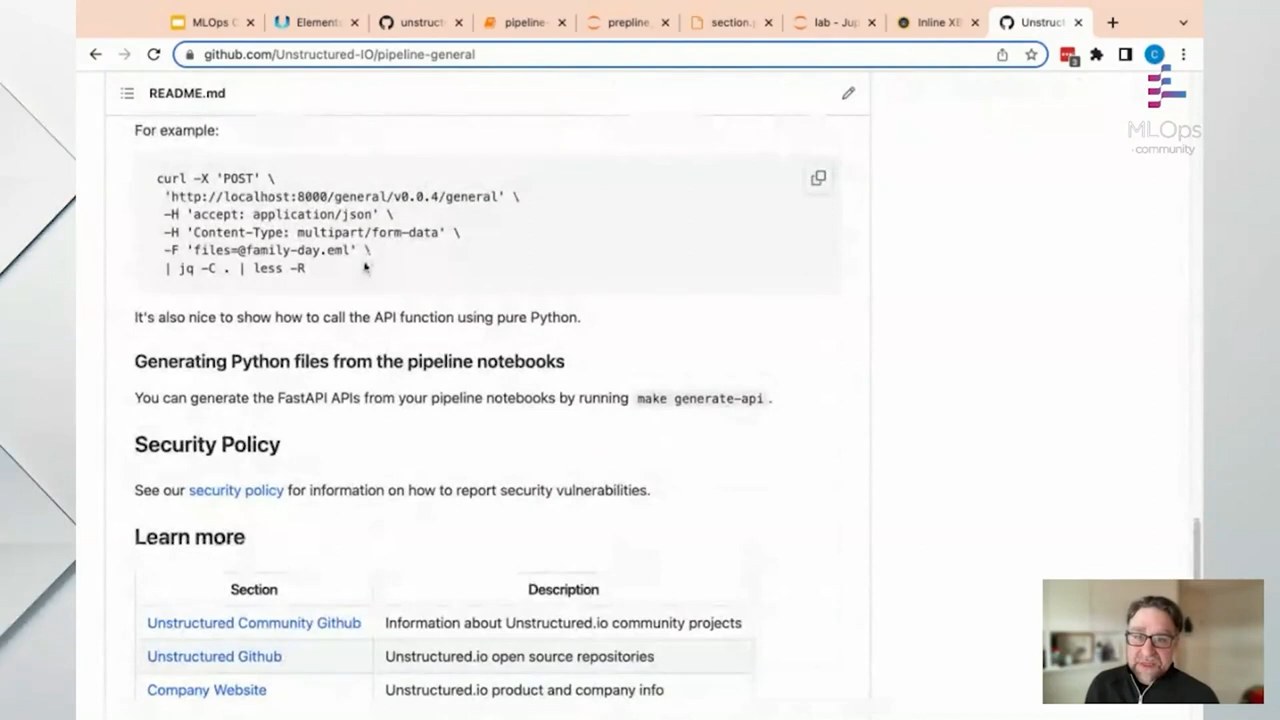 MLOps C
Element
unstruct
pipeline-
prepline_
section.p
lab - Jup
Inline XB
Unstruct
github.com/Unstructured-IO/pipeline-general
3
C
README.md
MLOps
community
For example:
curl -X 'POST' \
'http://localhost:8000/general/v0.0.4/general' \
-H 'accept: application/json' \
-H 'Content-Type: multipart/form-data' \
-F 'files=@family-day.eml' \
| jq -C . | less -R
It's also nice to show how to call the API function using pure Python.
Generating Python files from the pipeline notebooks
You can generate the FastAPI APIs from your pipeline notebooks by running make generate-api .
Security Policy
See our security policy for information on how to report security vulnerabilities.
Learn more
Section Description
Unstructured Community Github Information about Unstructured.io community projects
Unstructured Github Unstructured.io open source repositories
Company Website Unstructured.io product and company info